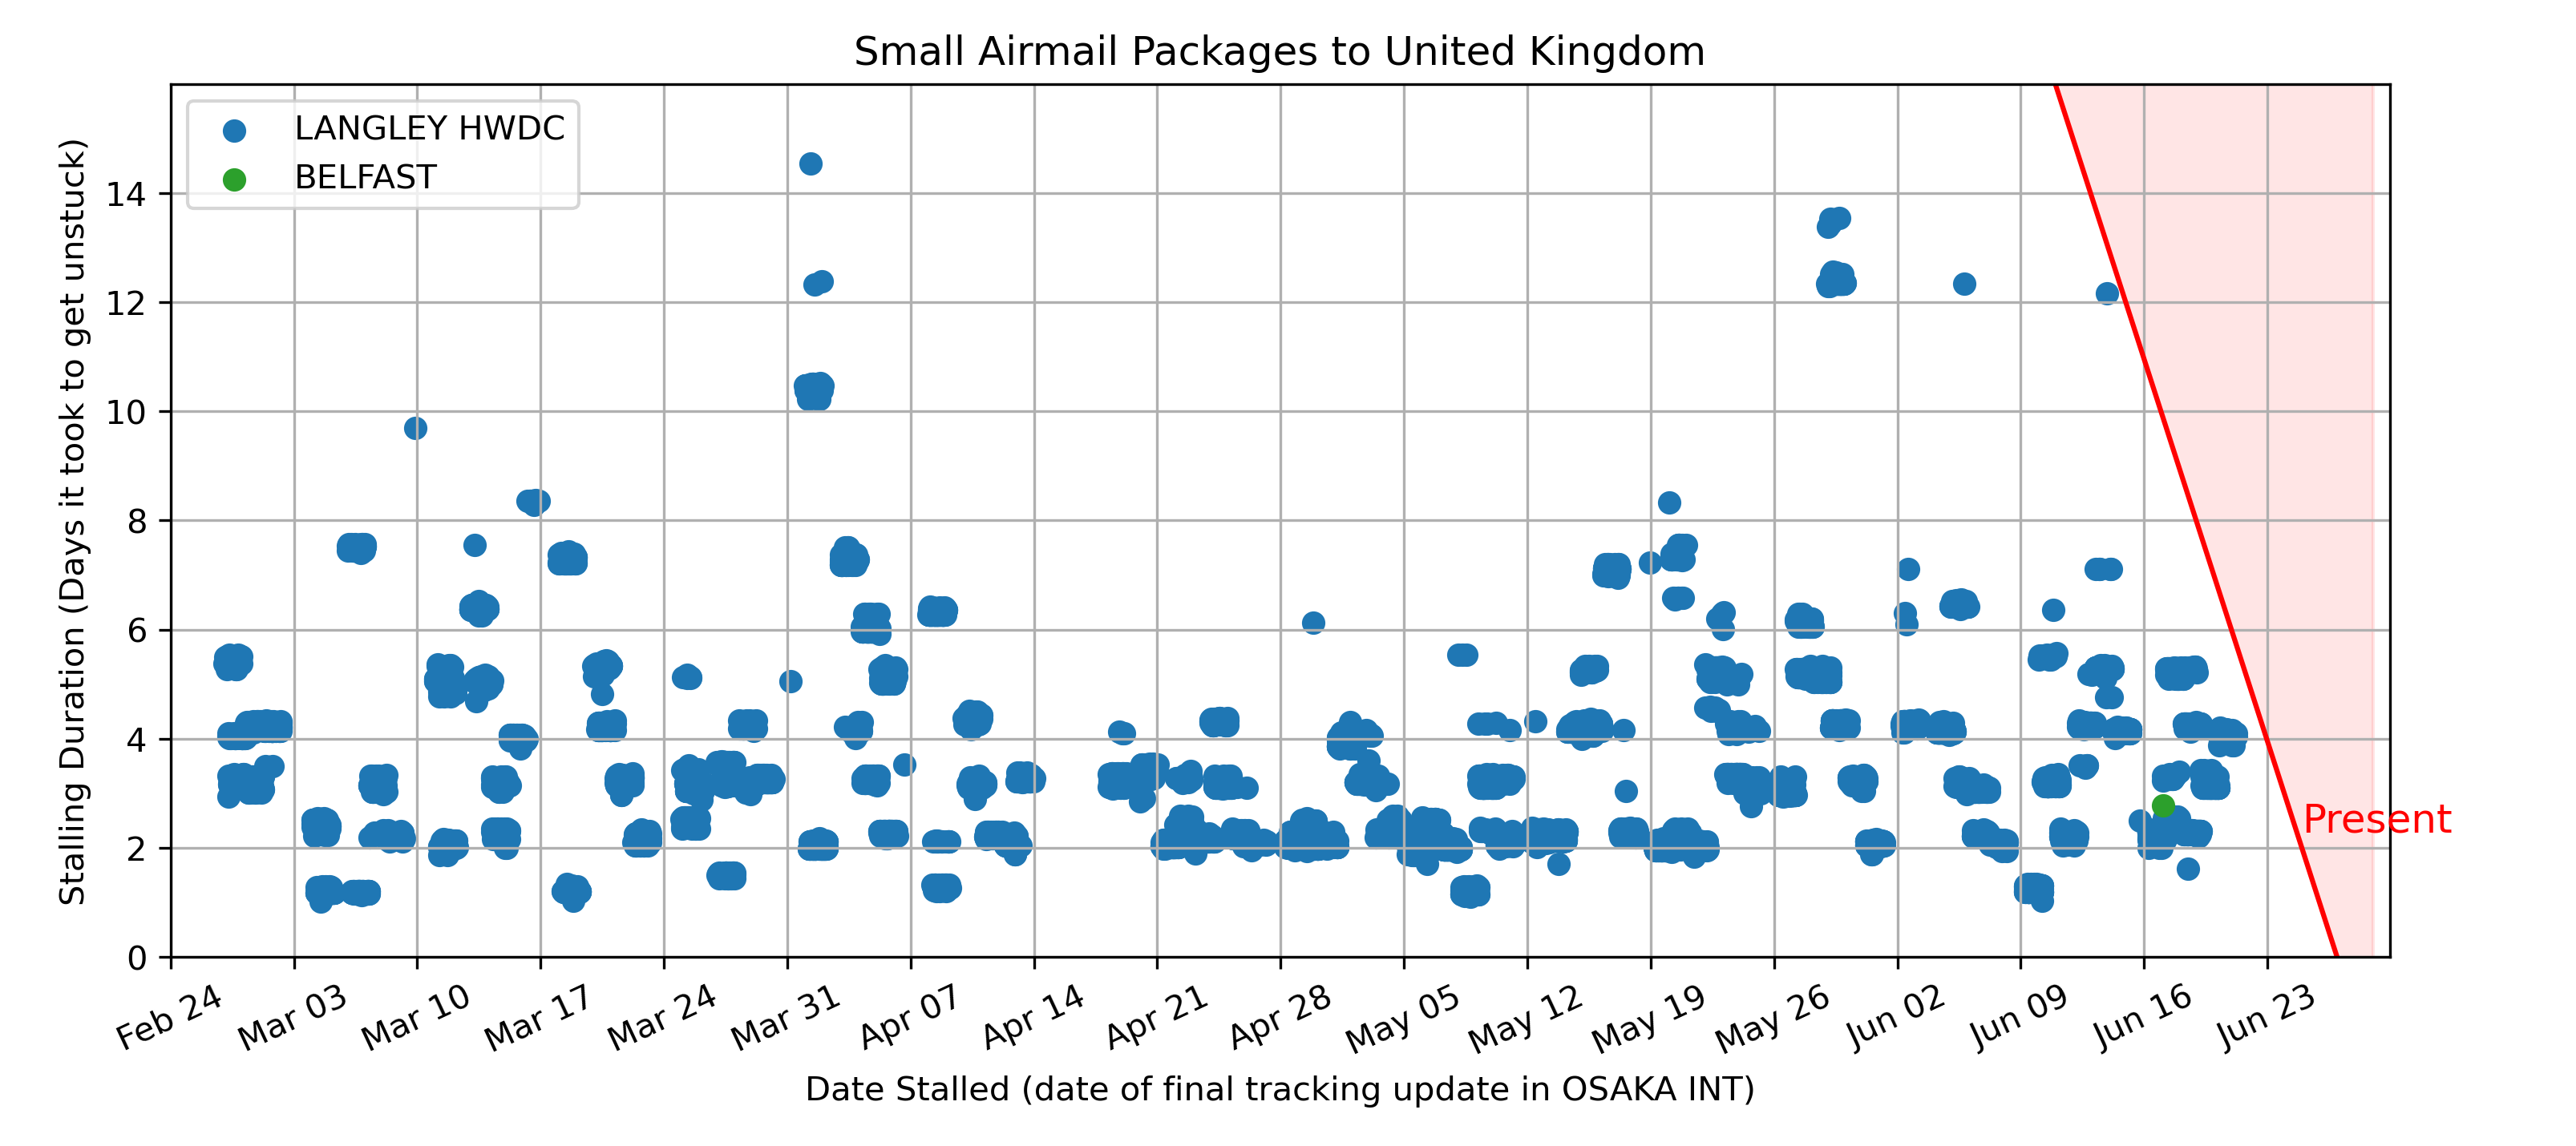 Small Airmail Packages to United Kingdom
LANGLEY HWDC
BELFAST
Stalling Duration (Days it took to get unstuck)
14
12
10
8
6
4
2
0
Present
Feb 24
Mar 03
Mar 10
Mar 17
Mar 24
Mar 31
Apr 07
Apr 14
Apr 21
Apr 28
May 05
May 12
May 19
May 26
Jun 02
Jun 09
Jun 16
Jun 23
Date Stalled (date of final tracking update in OSAKA INT)